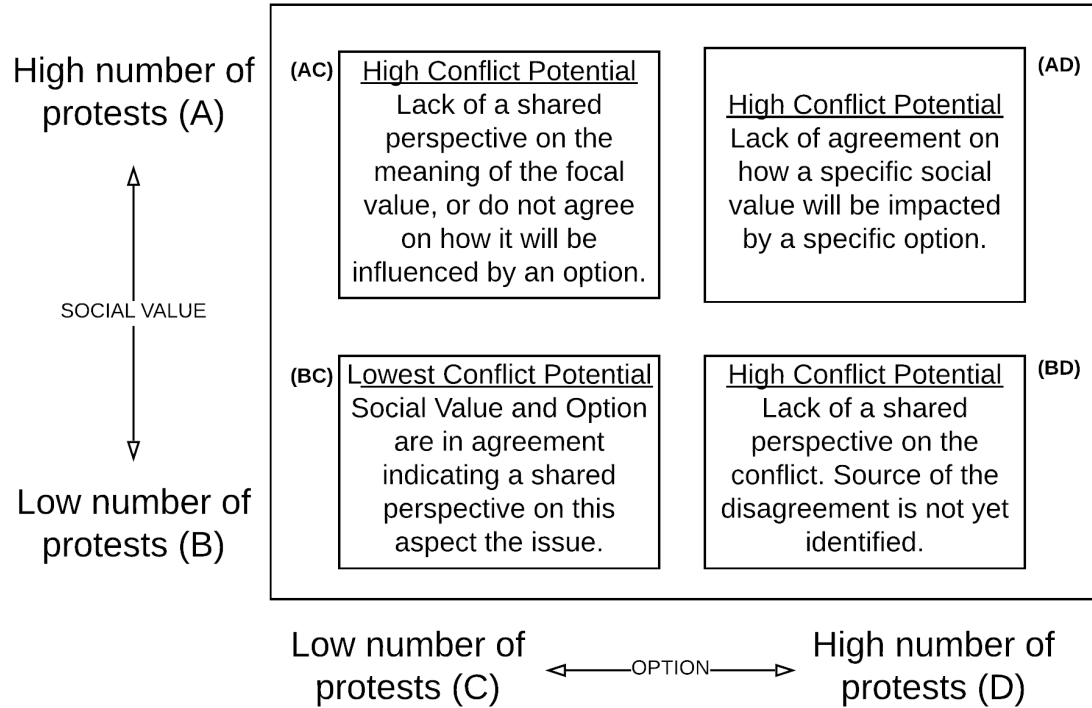 High number of
protests (A)
SOCIAL VALUE
Low number of
protests (B)
(AC)
High Conflict Potential
Lack of a shared
perspective on the
meaning of the focal
value, or do not agree
on how it will be
influenced by an option.
(AD)
High Conflict Potential
Lack of agreement on
how a specific social
value will be impacted
by a specific option.
(BC)
Lowest Conflict Potential
Social Value and Option
are in agreement
indicating a shared
perspective on this
aspect the issue.
(BD)
High Conflict Potential
Lack of a shared
perspective on the
conflict. Source of the
disagreement is not yet
identified.
Low number of
protests (C)
OPTION
High number of
protests (D)